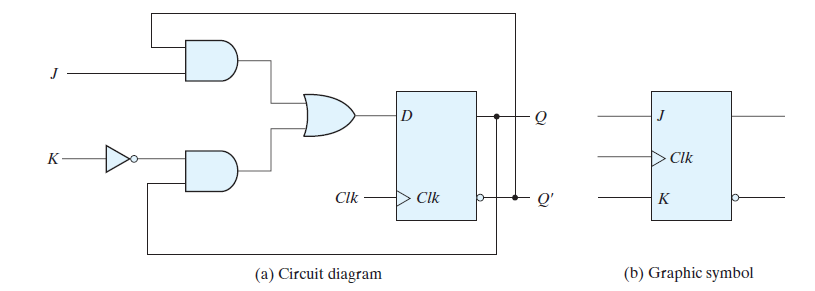 J
K
D
Clk
Clk
Q
Q'
(a) Circuit diagram
J
Clk
K
(b) Graphic symbol